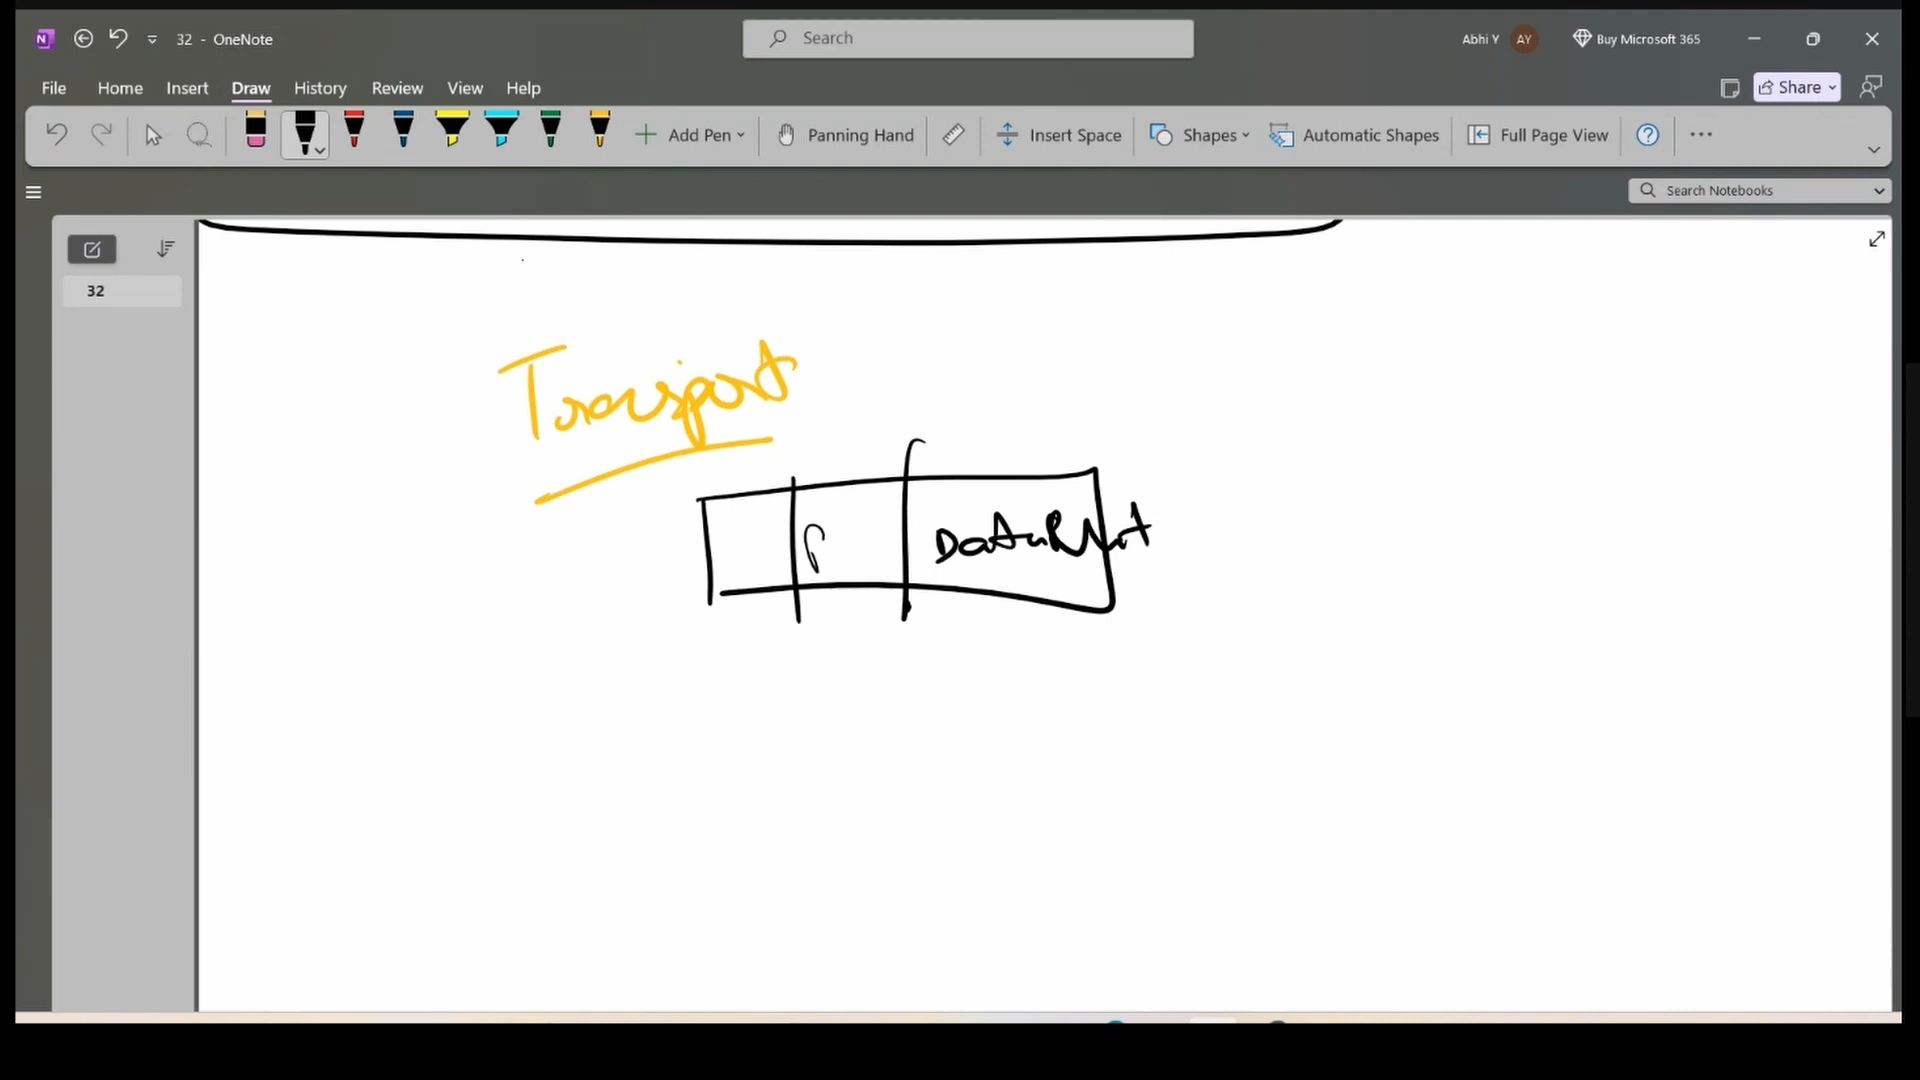 32 - OneNote
Search
Abhi Y
AY
Buy Microsoft 365
File
Home
Insert
Draw
History
Review
View
Help
Share
Add Pen
Panning Hand
Insert Space
Shapes
Automatic Shapes
Full Page View
Search Notebooks
32
Transport
P